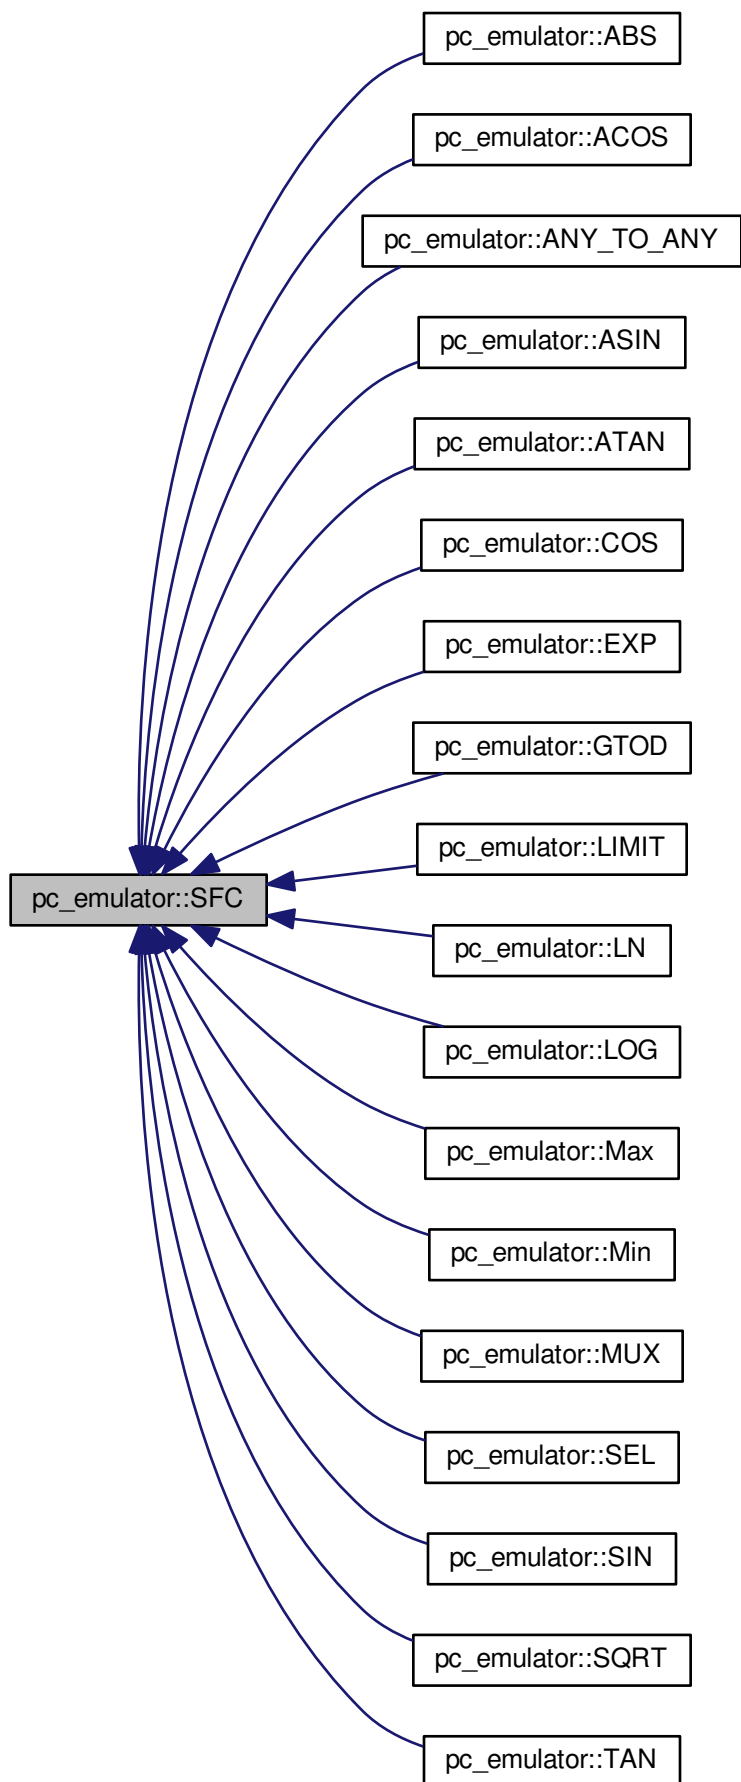 pc_emulator::ABS
pc_emulator::ACOS
pc_emulator::ANY_TO_ANY
pc_emulator::ASIN
pc_emulator::ATAN
pc_emulator::COS
pc_emulator::EXP
pc_emulator::GTOD
pc_emulator::LIMIT
pc_emulator::SFC
pc_emulator::LN
pc_emulator::LOG
pc_emulator::Max
pc_emulator::Min
pc_emulator::MUX
pc_emulator::SEL
pc_emulator::SIN
pc_emulator::SQRT
pc_emulator::TAN